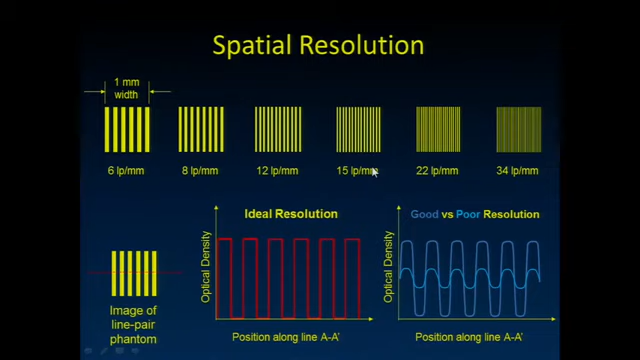 Spatial Resolution
1 mm
width
6 lp/mm
8 lp/mm
12 lp/mm
15 lp/mm
22 lp/mm
34 lp/mm
Image of
line-pair
phantom
Ideal Resolution
Optical Density
Position along line A-A'
Good vs Poor Resolution
Optical Density
Position along line A-A'